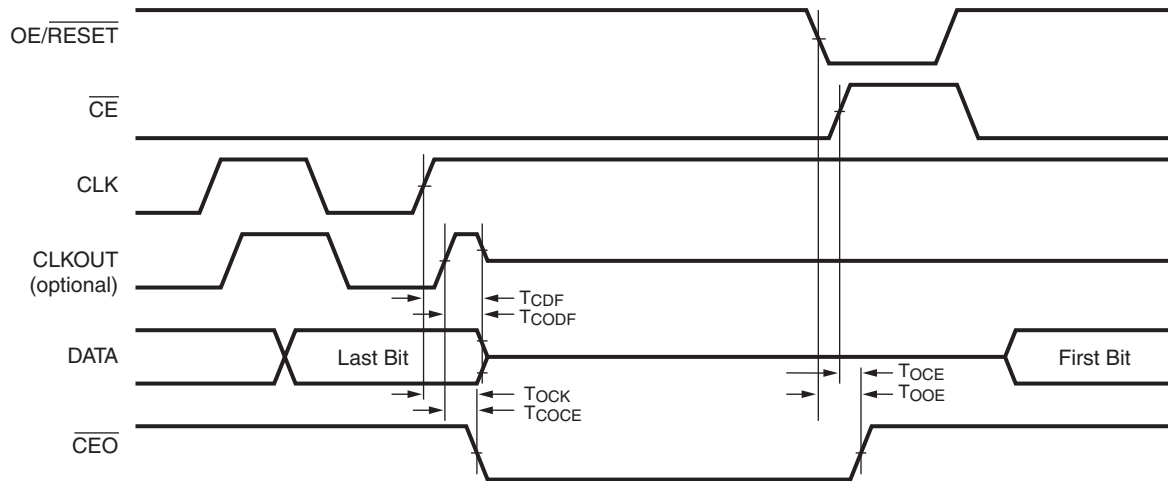 OE/RESET
CE
CLK
CLKOUT
(optional)
TCDF
TCODF
DATA
Last Bit
First Bit
TOCE
TOCK
TOOE
TCOCE
CEO